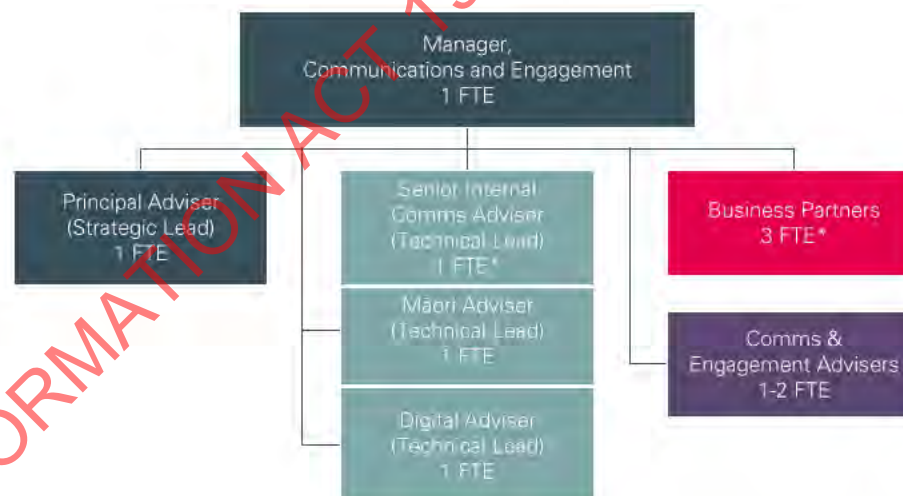 Manager,
Communications and Engagement
1 FTE
Principal Adviser
(Strategic Lead)
1 FTE
Senior Internal
Comms Adviser
(Technical Lead)
1 FTE*
Business Partners
3 FTE*
Māori Adviser
(Technical Lead)
1 FTE
Comms &
Engagement Advisers
1-2 FTE
Digital Adviser
(Technical Lead)
1 FTE
ORMATION ACT 19